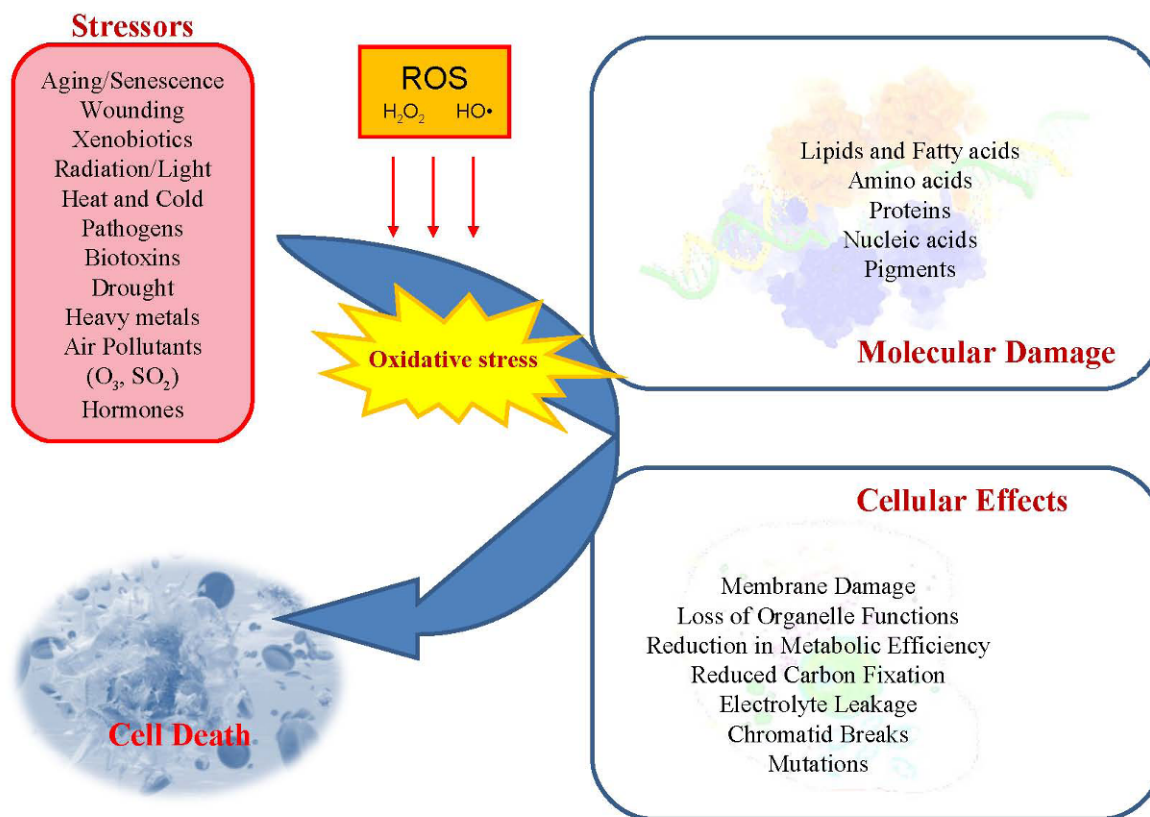 Stressors
Aging/Senescence
Wounding
Xenobiotics
Radiation/Light
Heat and Cold
Pathogens
Biotoxins
Drought
Heavy metals
Air Pollutants
(O₃, SO₂)
Hormones
ROS
H₂O₂ HO•
Oxidative stress
Lipids and Fatty acids
Amino acids
Proteins
Nucleic acids
Pigments
Molecular Damage
Cellular Effects
Membrane Damage
Loss of Organelle Functions
Reduction in Metabolic Efficiency
Reduced Carbon Fixation
Electrolyte Leakage
Chromatid Breaks
Mutations
Cell Death